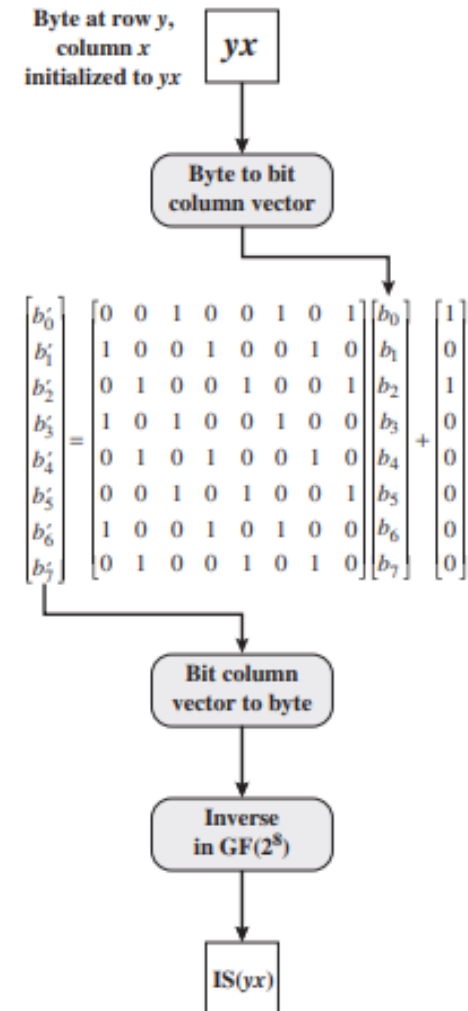 Byte at row y,
column x
initialized to yx
yx
Byte to bit
column vector
[b′0] [0 0 1 0 0 1 0 1] [b0] [1]
[b′1] [1 0 0 1 0 0 1 0] [b1] [0]
[b′2] [0 1 0 0 1 0 0 1] [b2] [1]
[b′3] [1 0 1 0 0 1 0 0] [b3] [0]
[b′4] = [0 1 0 1 0 0 1 0] [b4] + [0]
[b′5] [0 0 1 0 1 0 0 1] [b5] [0]
[b′6] [1 0 0 1 0 1 0 0] [b6] [0]
[b′7] [0 1 0 0 1 0 1 0] [b7] [0]
Bit column
vector to byte
Inverse
in GF(2⁸)
IS(yx)